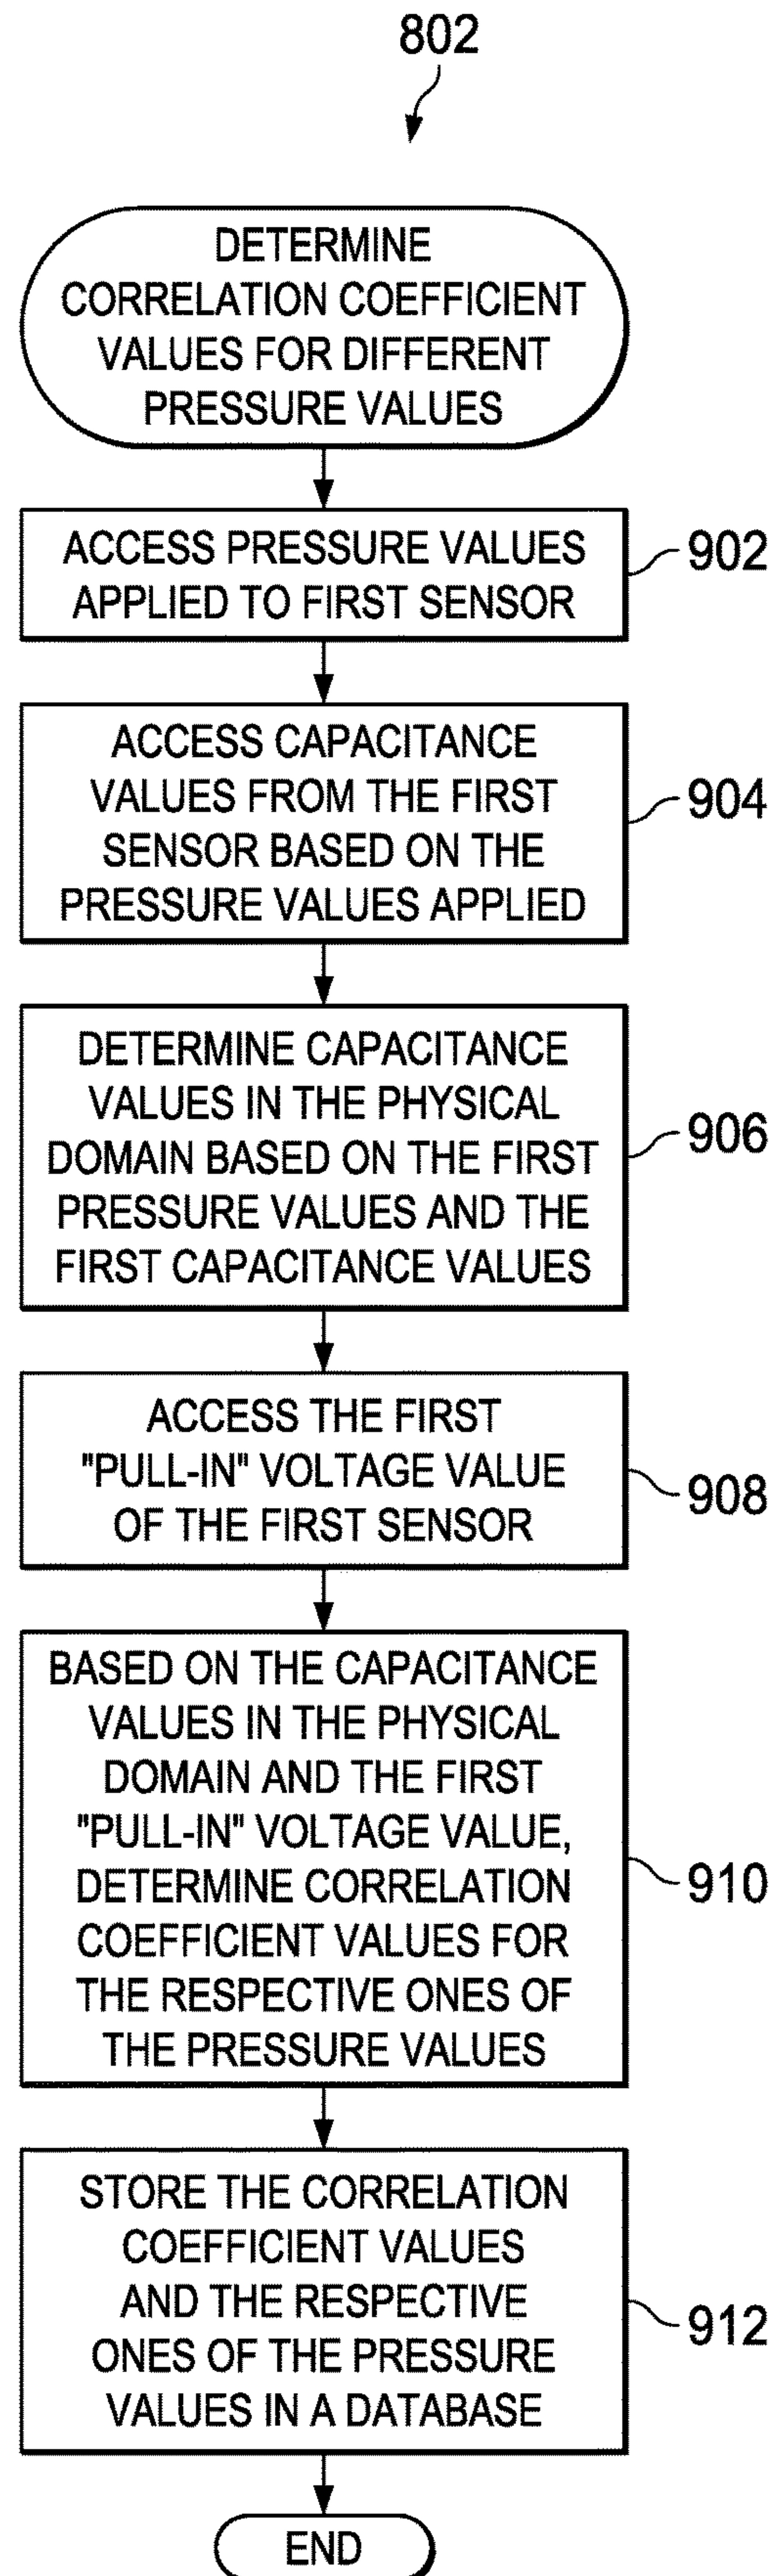 802
DETERMINE
CORRELATION COEFFICIENT
VALUES FOR DIFFERENT
PRESSURE VALUES
ACCESS PRESSURE VALUES
APPLIED TO FIRST SENSOR
902
ACCESS CAPACITANCE
VALUES FROM THE FIRST
SENSOR BASED ON THE
PRESSURE VALUES APPLIED
904
DETERMINE CAPACITANCE
VALUES IN THE PHYSICAL
DOMAIN BASED ON THE FIRST
PRESSURE VALUES AND THE
FIRST CAPACITANCE VALUES
906
ACCESS THE FIRST
"PULL-IN" VOLTAGE VALUE
OF THE FIRST SENSOR
908
BASED ON THE CAPACITANCE
VALUES IN THE PHYSICAL
DOMAIN AND THE FIRST
"PULL-IN" VOLTAGE VALUE,
DETERMINE CORRELATION
COEFFICIENT VALUES FOR
THE RESPECTIVE ONES OF
THE PRESSURE VALUES
910
STORE THE CORRELATION
COEFFICIENT VALUES
AND THE RESPECTIVE
ONES OF THE PRESSURE
VALUES IN A DATABASE
912
END